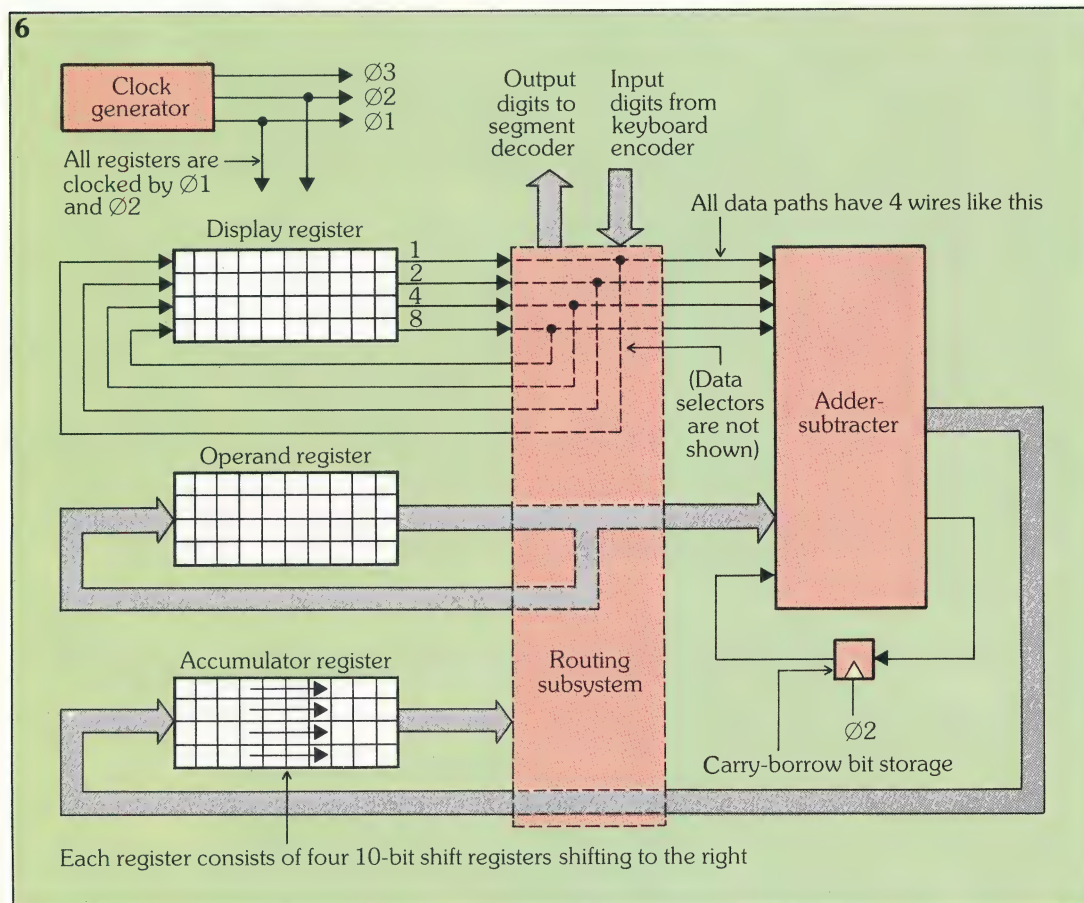 6
Clock
generator
Ø3
Ø2
Ø1
All registers are
clocked by Ø1
and Ø2
Output
digits to
segment
decoder
Input
digits from
keyboard
encoder
All data paths have 4 wires like this
Display register
1
2
4
8
(Data
selectors
are not
shown)
Adder-
subtracter
Operand register
Accumulator register
Routing
subsystem
Ø2
Carry-borrow bit storage
Each register consists of four 10-bit shift registers shifting to the right